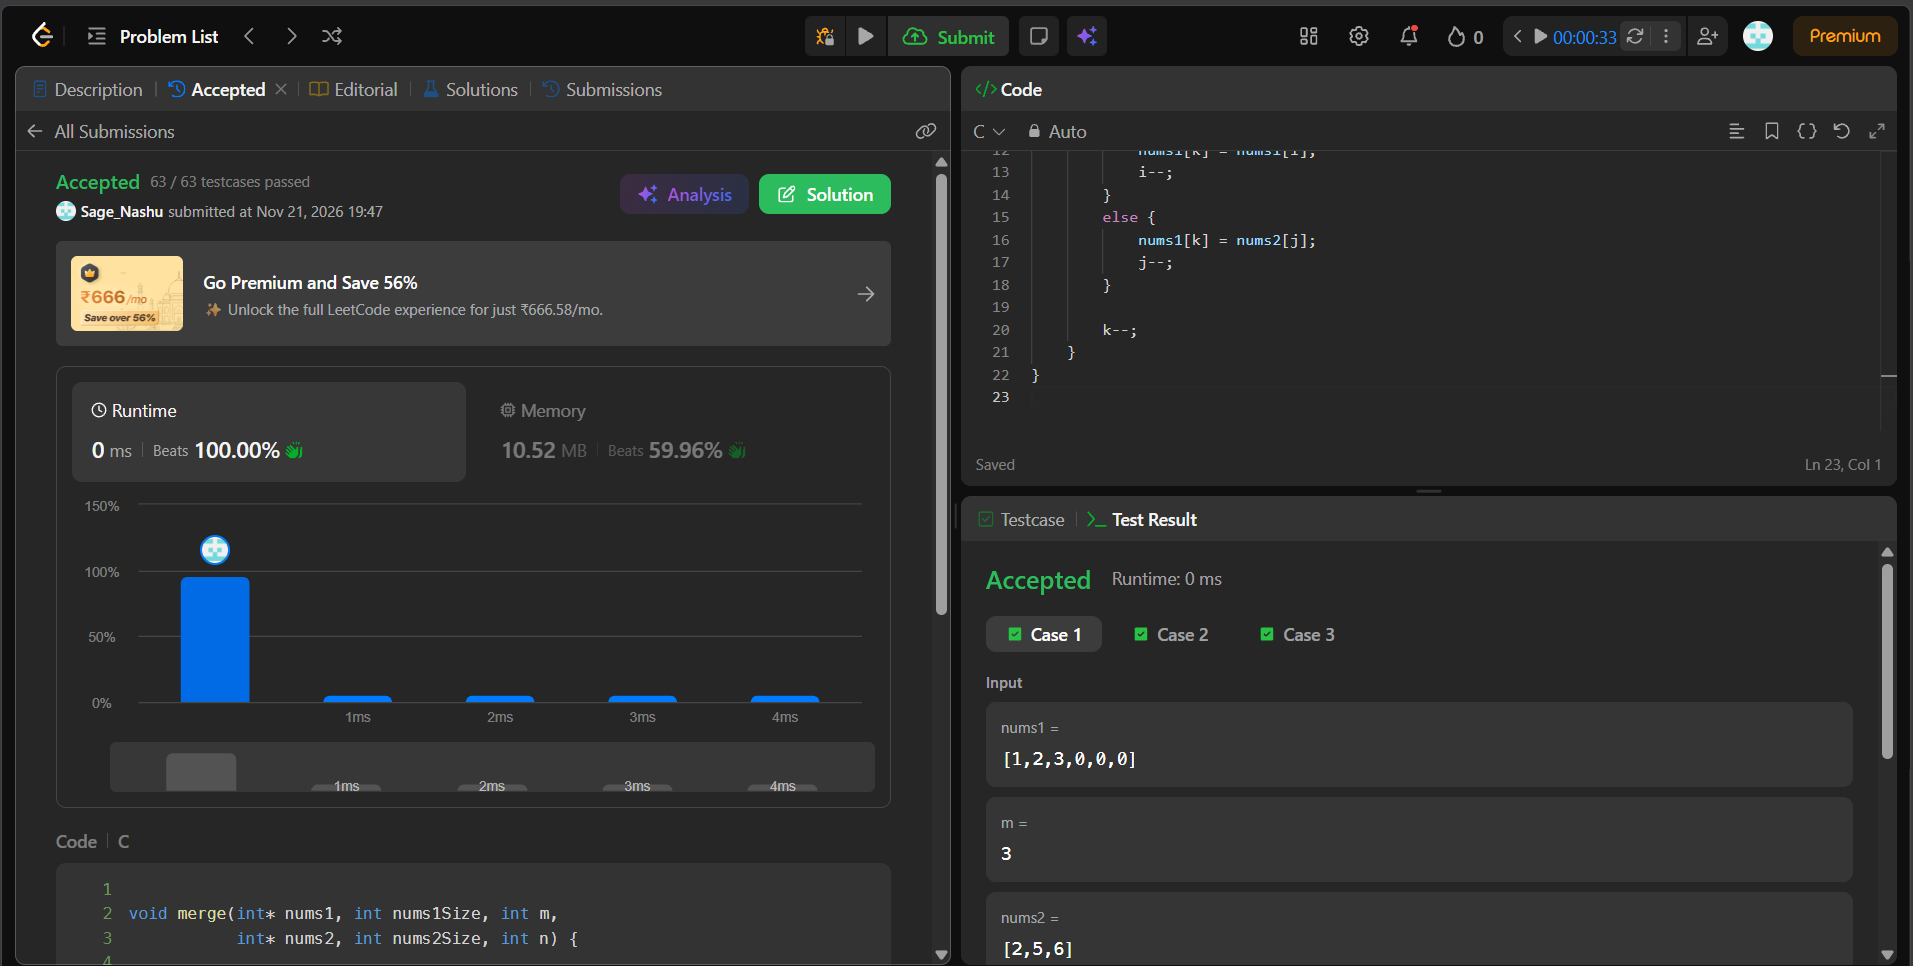 Problem List
Submit
0
00:00:33
Premium
Description
Accepted
Editorial
Solutions
Submissions
All Submissions
Accepted 63 / 63 testcases passed
Sage_Nashu submitted at Nov 21, 2026 19:47
Analysis
Solution
₹666 /mo
Save over 56%
Go Premium and Save 56%
✨ Unlock the full LeetCode experience for just ₹666.58/mo.
Runtime
0 ms Beats 100.00%
Memory
10.52 MB Beats 59.96%
150%
100%
50%
0%
1ms 2ms 3ms 4ms
1ms 2ms 3ms 4ms
Code C
1
2 void merge(int* nums1, int nums1Size, int m,
3 int* nums2, int nums2Size, int n) {
4
</> Code
C Auto
12 nums1[k] = nums1[i];
13 i--;
14 }
15 else {
16 nums1[k] = nums2[j];
17 j--;
18 }
19
20 k--;
21 }
22 }
23
Saved
Ln 23, Col 1
Testcase
Test Result
Accepted Runtime: 0 ms
Case 1 Case 2 Case 3
Input
nums1 =
[1,2,3,0,0,0]
m =
3
nums2 =
[2,5,6]